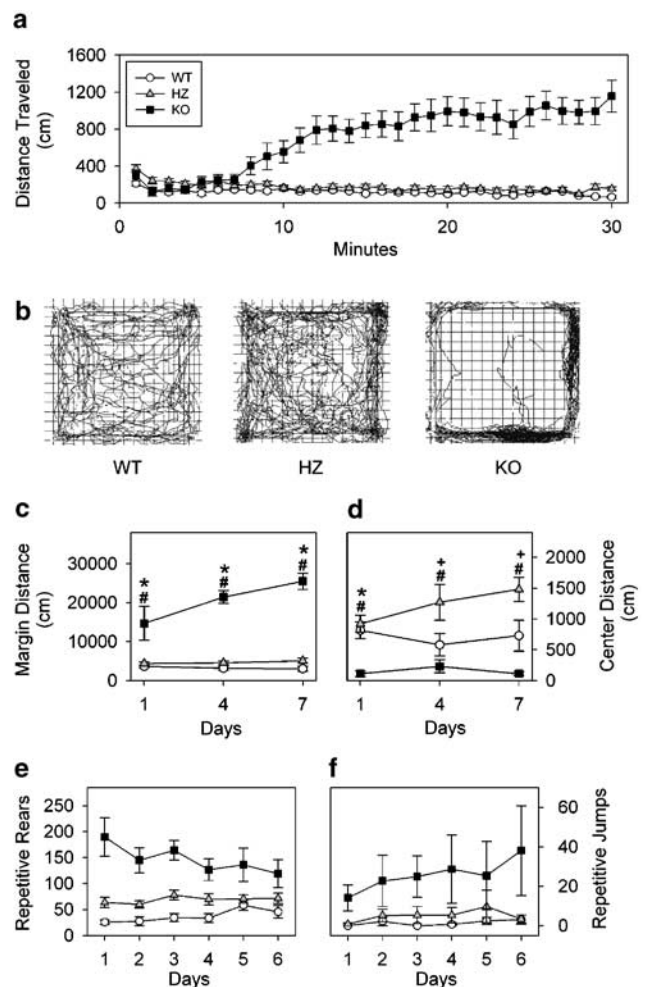 a
1600
1200
800
400
0
Distance Traveled
(cm)
WT
HZ
KO
0 10 20 30
Minutes
b
WT HZ KO
c
* # * # * #
30000
20000
10000
0
Margin Distance
(cm)
1 4 7
Days
d
* # + # + #
2000
1500
1000
500
0
Center Distance
(cm)
1 4 7
Days
e
250
200
150
100
50
0
Repetitive Rears
1 2 3 4 5 6
Days
f
60
40
20
0
Repetitive Jumps
1 2 3 4 5 6
Days